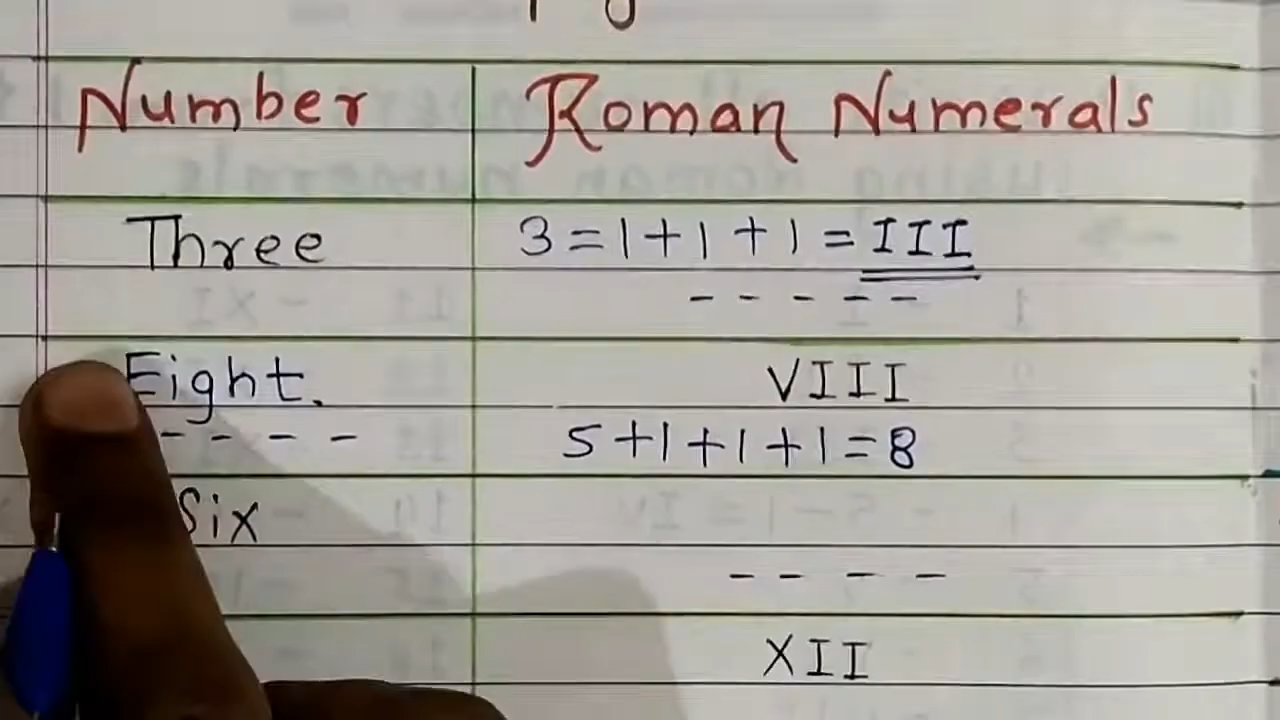 Number Roman Numerals
Three 3=1+1+1=III
- - - - -
Eight. VIII
- - - - 5+1+1+1=8
Six
- - - -
XII